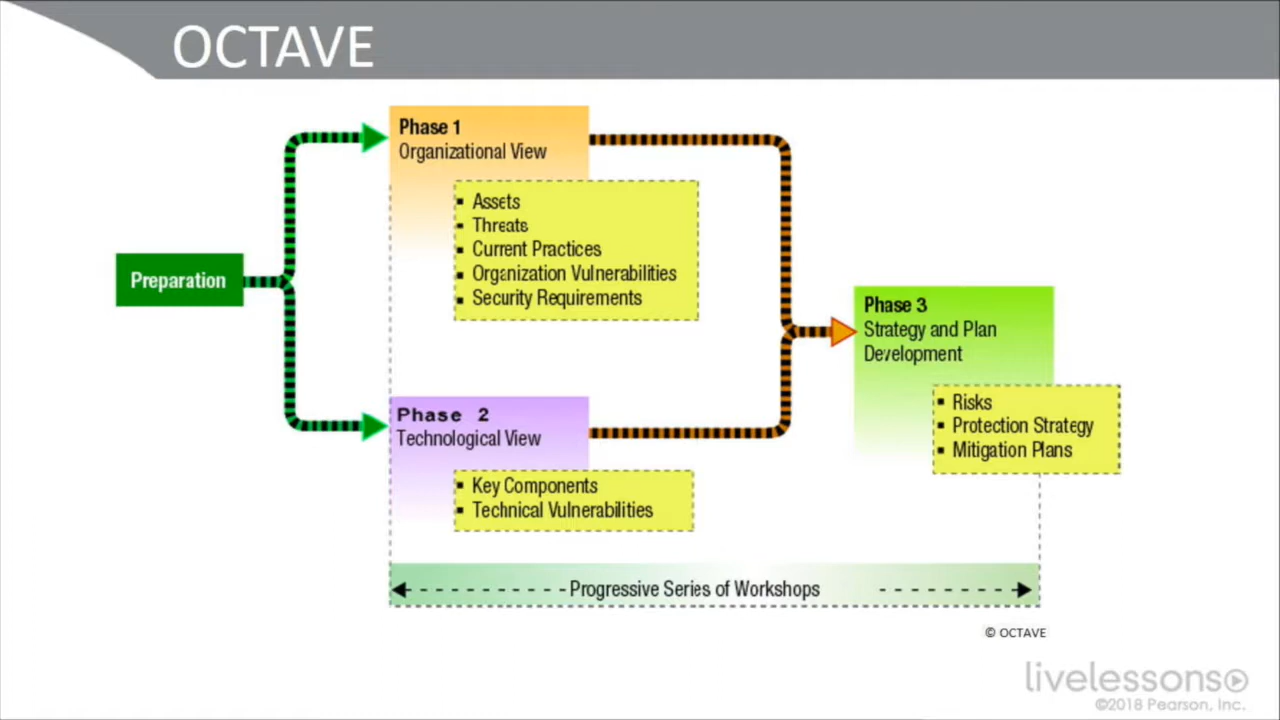 OCTAVE
Phase 1
Organizational View
Assets
Threats
Current Practices
Organization Vulnerabilities
Security Requirements
Preparation
Phase 2
Technological View
Key Components
Technical Vulnerabilities
Phase 3
Strategy and Plan
Development
Risks
Protection Strategy
Mitigation Plans
Progressive Series of Workshops
© OCTAVE
livelessons
©2018 Pearson, Inc.